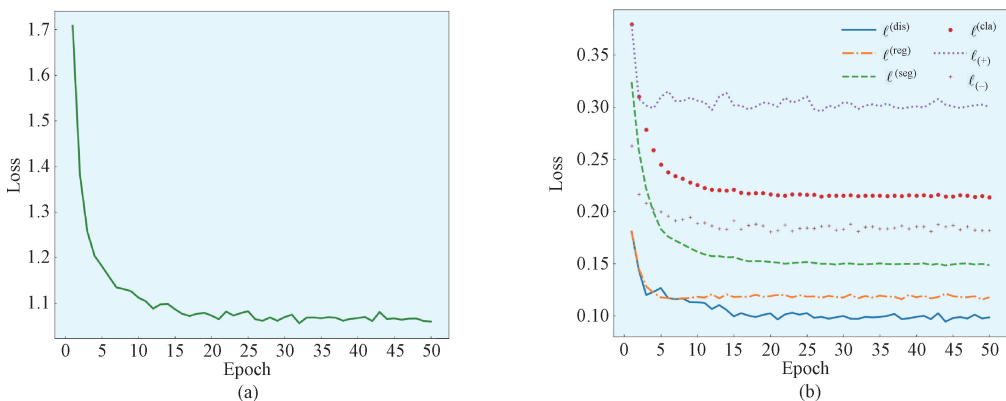 1.7
1.6
1.5
1.4
1.3
1.2
1.1
Loss
0 5 10 15 20 25 30 35 40 45 50
Epoch
(a)
0.35
0.30
0.25
0.20
0.15
0.10
Loss
ℓ^(dis)
ℓ^(reg)
ℓ^(seg)
ℓ^(cla)
ℓ_(+)
ℓ_(−)
0 5 10 15 20 25 30 35 40 45 50
Epoch
(b)